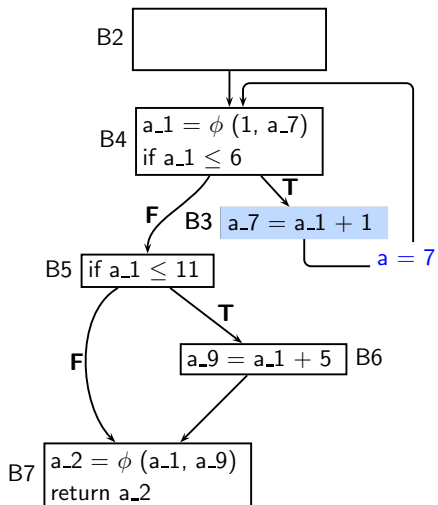 B2
B4
a_1 = ϕ (1, a_7)
if a_1 ≤ 6
F
T
B3
a_7 = a_1 + 1
a = 7
B5
if a_1 ≤ 11
F
T
a_9 = a_1 + 5
B6
B7
a_2 = ϕ (a_1, a_9)
return a_2